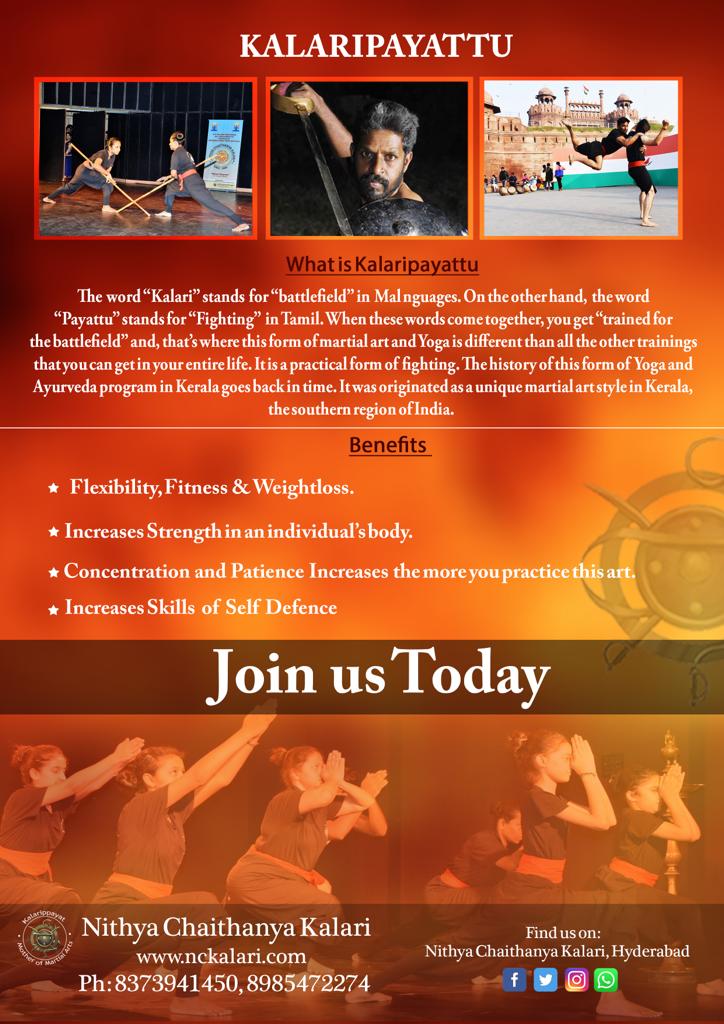 KALARIPAYATTU
What is Kalaripayattu
The word “Kalari” stands for “battlefield” in Mal nguages. On the other hand, the word
“Payattu” stands for “Fighting” in Tamil. When these words come together, you get “trained for
the battlefield” and, that’s where this form of martial art and Yoga is different than all the other trainings
that you can get in your entire life. It is a practical form of fighting. The history of this form of Yoga and
Ayurveda program in Kerala goes back in time. It was originated as a unique martial art style in Kerala,
the southern region of India.
Benefits
Flexibility, Fitness & Weightloss.
Increases Strength in an individual’s body.
Concentration and Patience Increases the more you practice this art.
Increases Skills of Self Defence
Join us Today
Kalarippayat
Mother of Martial Arts
Nithya Chaithanya Kalari
www.nckalari.com
Ph: 8373941450, 8985472274
Find us on:
Nithya Chaithanya Kalari, Hyderabad